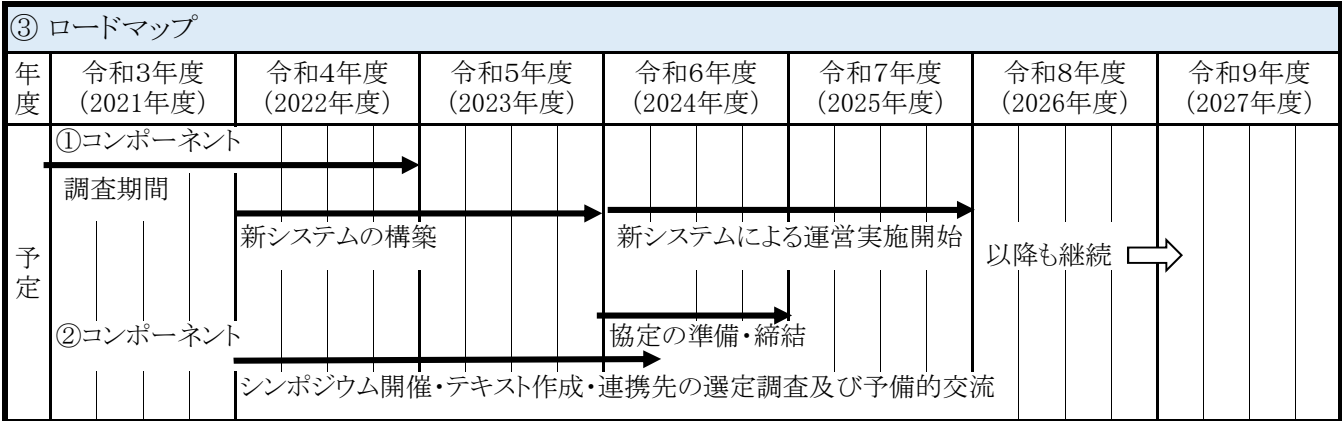 ③ ロードマップ
年度
令和3年度
(2021年度)
令和4年度
(2022年度)
令和5年度
(2023年度)
令和6年度
(2024年度)
令和7年度
(2025年度)
令和8年度
(2026年度)
令和9年度
(2027年度)
予定
①コンポーネント
調査期間
新システムの構築
新システムによる運営実施開始
以降も継続
②コンポーネント
協定の準備・締結
シンポジウム開催・テキスト作成・連携先の選定調査及び予備的交流